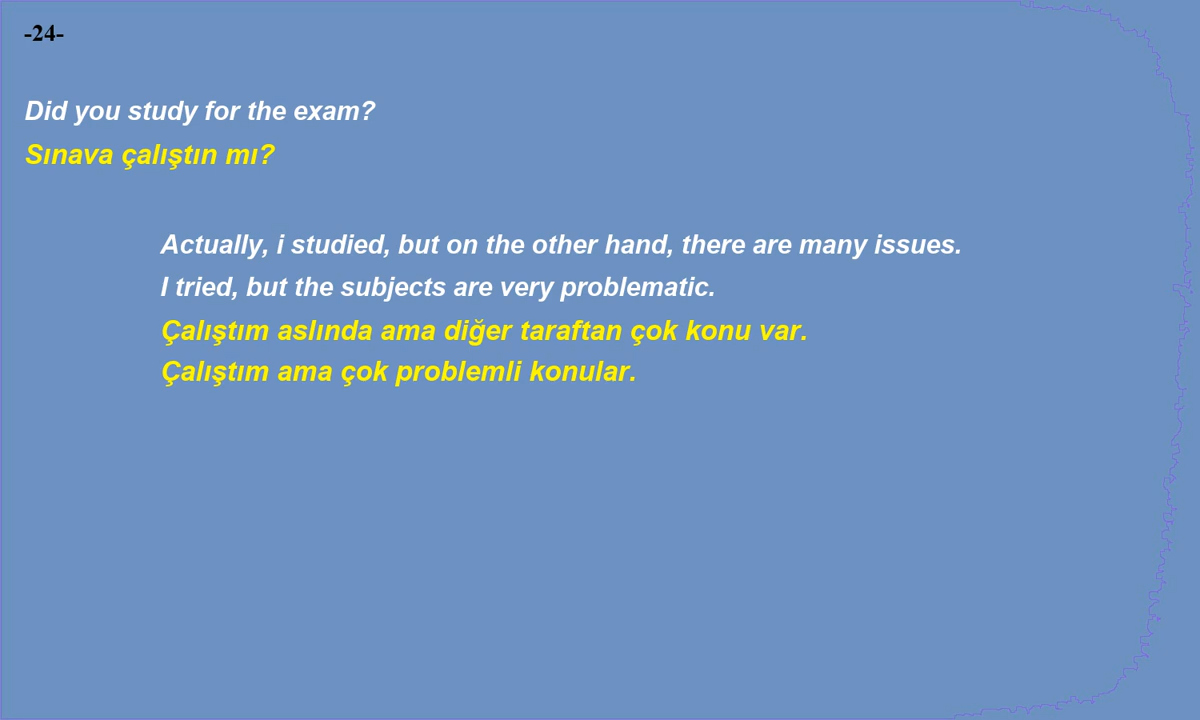 -24-
Did you study for the exam?
Sınava çalıştın mı?
Actually, i studied, but on the other hand, there are many issues.
I tried, but the subjects are very problematic.
Çalıştım aslında ama diğer taraftan çok konu var.
Çalıştım ama çok problemli konular.